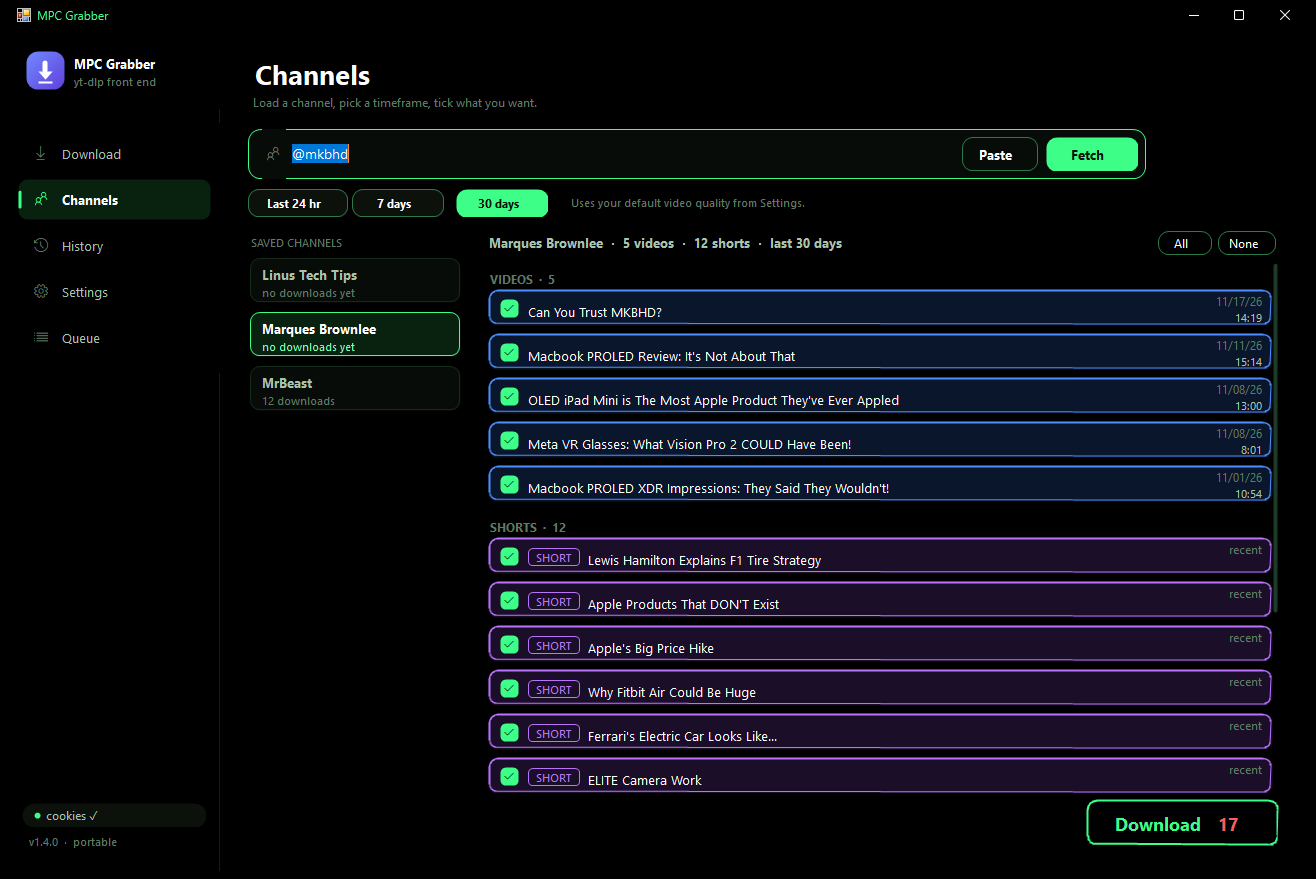 MPC Grabber
MPC Grabber
yt-dlp front end
Download
Channels
History
Settings
Queue
cookies ✓
v1.4.0 · portable
Channels
Load a channel, pick a timeframe, tick what you want.
@mkbhd
Paste
Fetch
Last 24 hr
7 days
30 days
Uses your default video quality from Settings.
SAVED CHANNELS
Linus Tech Tips
no downloads yet
Marques Brownlee
no downloads yet
MrBeast
12 downloads
Marques Brownlee · 5 videos · 12 shorts · last 30 days
All
None
VIDEOS · 5
Can You Trust MKBHD?
11/17/26
14:19
Macbook PROLED Review: It's Not About That
11/11/26
15:14
OLED iPad Mini is The Most Apple Product They've Ever Appled
11/08/26
13:00
Meta VR Glasses: What Vision Pro 2 COULD Have Been!
11/08/26
8:01
Macbook PROLED XDR Impressions: They Said They Wouldn't!
11/01/26
10:54
SHORTS · 12
SHORT Lewis Hamilton Explains F1 Tire Strategy
recent
SHORT Apple Products That DON'T Exist
recent
SHORT Apple's Big Price Hike
recent
SHORT Why Fitbit Air Could Be Huge
recent
SHORT Ferrari's Electric Car Looks Like...
recent
SHORT ELITE Camera Work
recent
Download 17